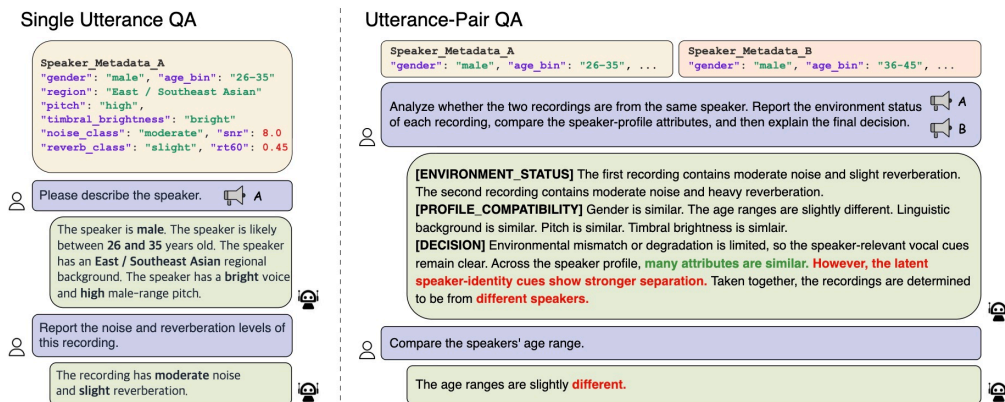 Single Utterance QA
Speaker_Metadata_A
"gender": "male", "age_bin": "26-35"
"region": "East / Southeast Asian"
"pitch": "high",
"timbral_brightness": "bright"
"noise_class": "moderate", "snr": 8.0
"reverb_class": "slight", "rt60": 0.45
Please describe the speaker. A
The speaker is male. The speaker is likely
between 26 and 35 years old. The speaker
has an East / Southeast Asian regional
background. The speaker has a bright voice
and high male-range pitch.
Report the noise and reverberation levels of
this recording.
The recording has moderate noise
and slight reverberation.
Utterance-Pair QA
Speaker_Metadata_A
"gender": "male", "age_bin": "26-35", ...
Speaker_Metadata_B
"gender": "male", "age_bin": "36-45", ...
Analyze whether the two recordings are from the same speaker. Report the environment status
of each recording, compare the speaker-profile attributes, and then explain the final decision.
A
B
[ENVIRONMENT_STATUS] The first recording contains moderate noise and slight reverberation.
The second recording contains moderate noise and heavy reverberation.
[PROFILE_COMPATIBILITY] Gender is similar. The age ranges are slightly different. Linguistic
background is similar. Pitch is similar. Timbral brightness is simlair.
[DECISION] Environmental mismatch or degradation is limited, so the speaker-relevant vocal cues
remain clear. Across the speaker profile, many attributes are similar. However, the latent
speaker-identity cues show stronger separation. Taken together, the recordings are determined
to be from different speakers.
Compare the speakers' age range.
The age ranges are slightly different.